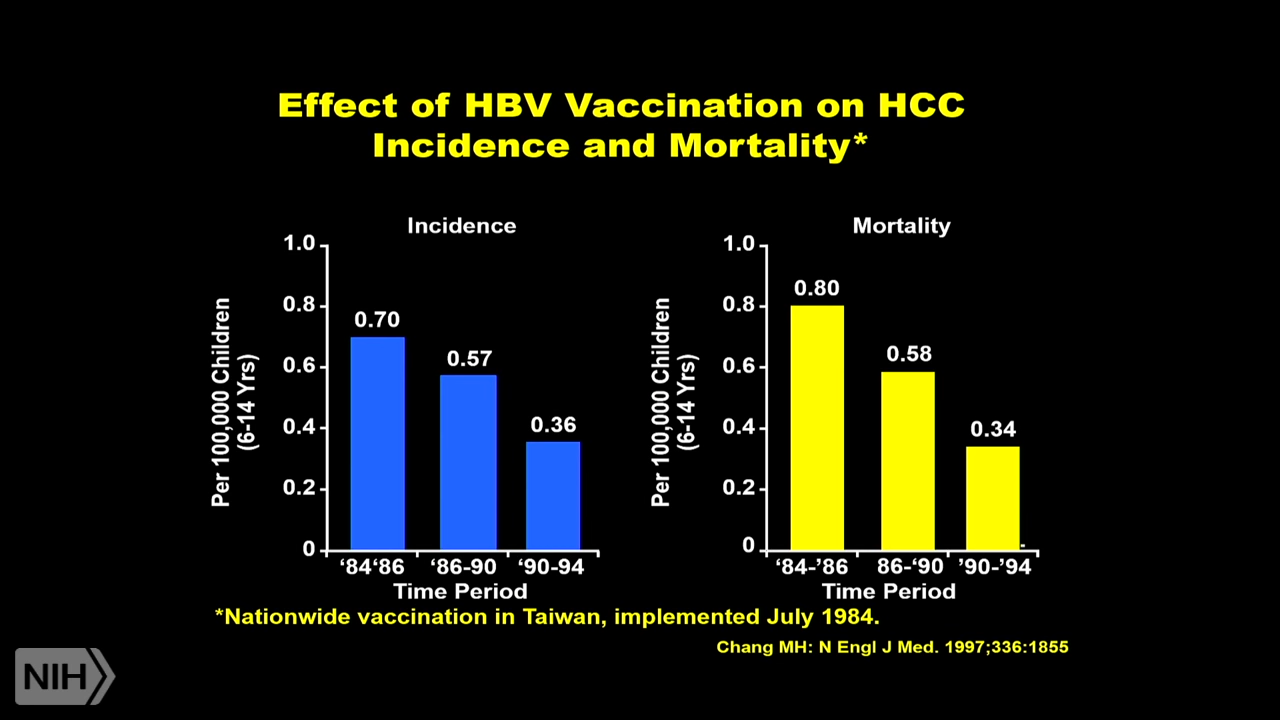 Effect of HBV Vaccination on HCC
Incidence and Mortality*
Incidence
Per 100,000 Children
(6-14 Yrs)
1.0
0.8
0.6
0.4
0.2
0
0.70
0.57
0.36
‘84‘86 ‘86-90 ‘90-94
Time Period
Mortality
Per 100,000 Children
(6-14 Yrs)
1.0
0.8
0.6
0.4
0.2
0
0.80
0.58
0.34
‘84-’86 86-‘90 ’90-’94
Time Period
*Nationwide vaccination in Taiwan, implemented July 1984.
Chang MH: N Engl J Med. 1997;336:1855
NIH